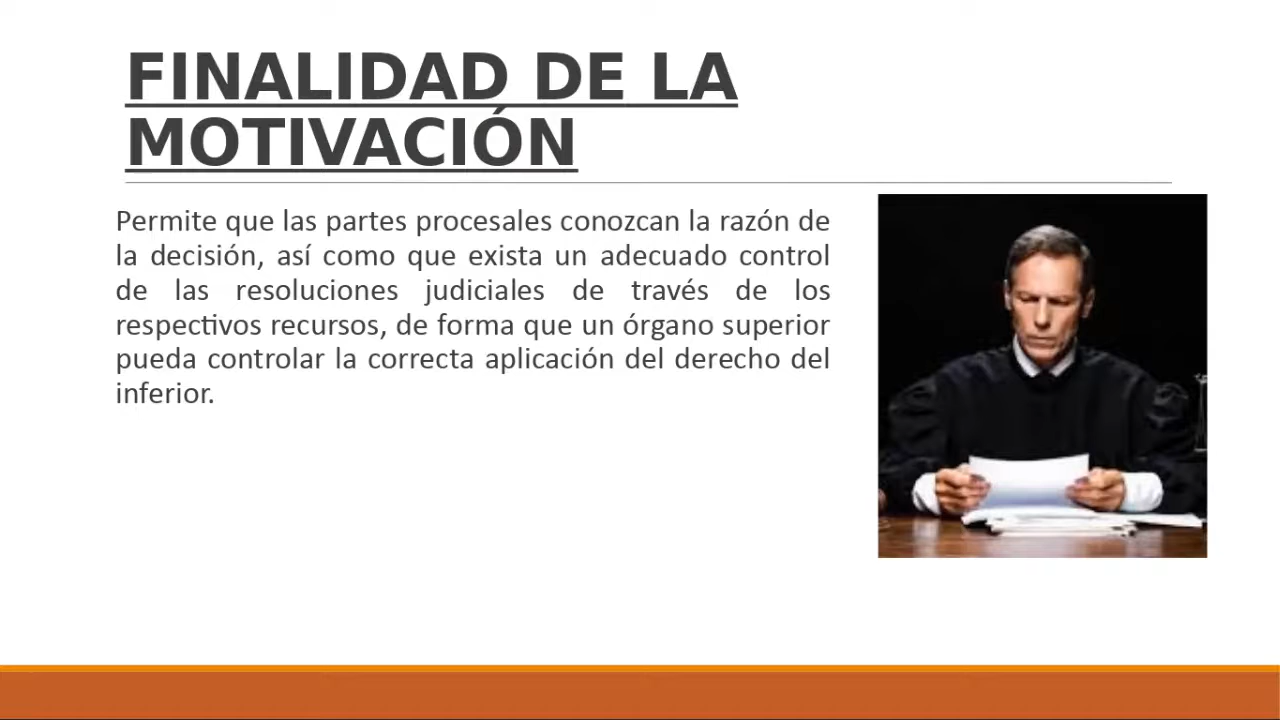 FINALIDAD DE LA
MOTIVACIÓN
Permite que las partes procesales conozcan la razón de
la decisión, así como que exista un adecuado control
de las resoluciones judiciales de través de los
respectivos recursos, de forma que un órgano superior
pueda controlar la correcta aplicación del derecho del
inferior.